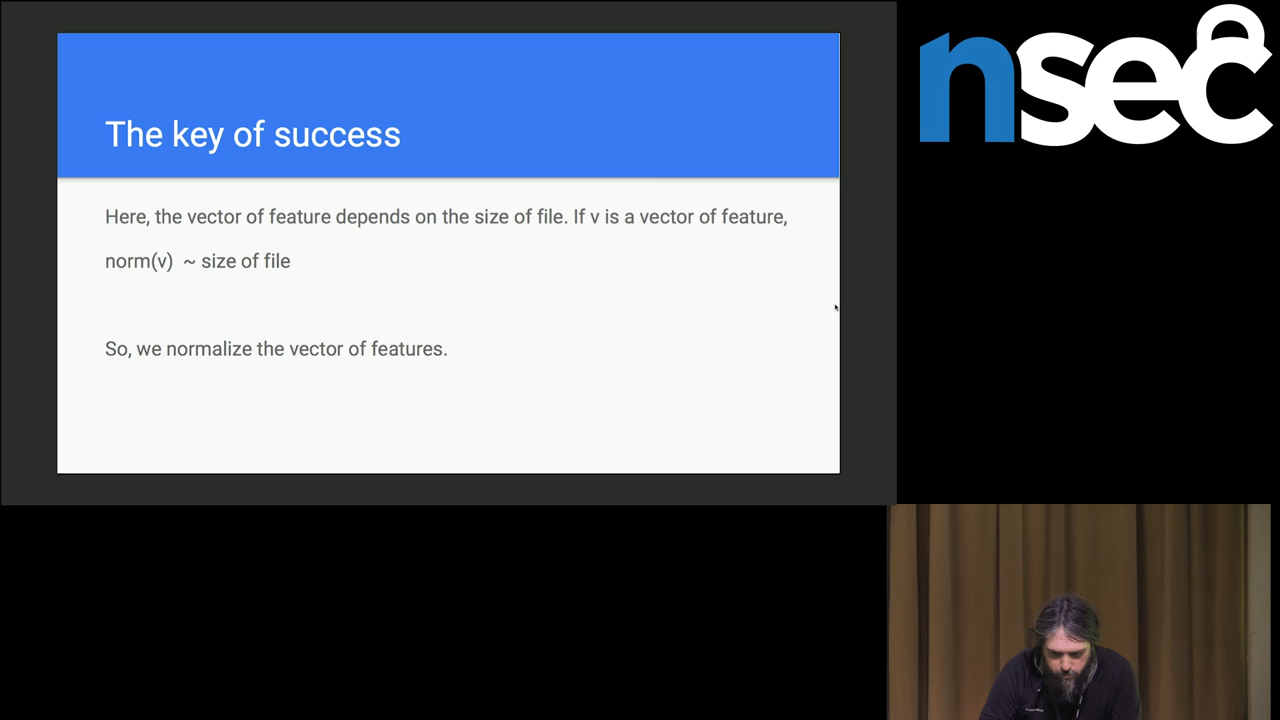 The key of success
Here, the vector of feature depends on the size of file. If v is a vector of feature,
norm(v) ~ size of file
So, we normalize the vector of features.
nsec